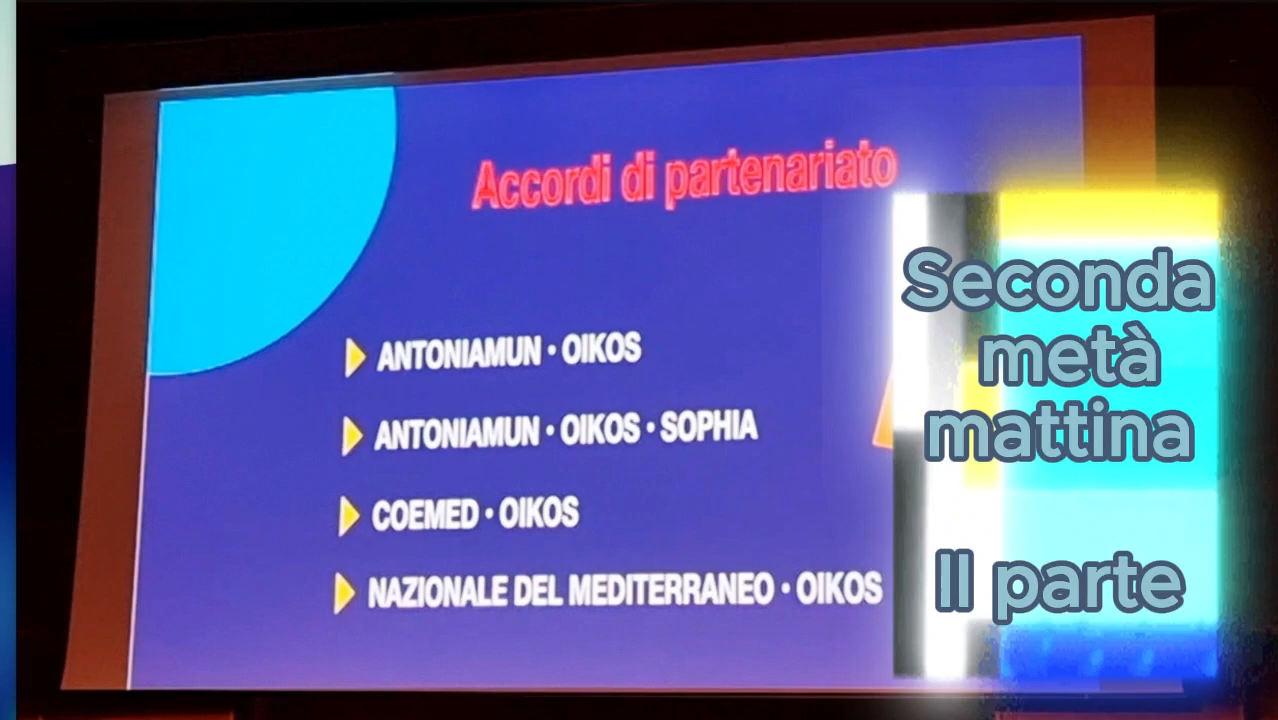 Accordi di partenariato
ANTONIAMUN • OIKOS
ANTONIAMUN • OIKOS • SOPHIA
COEMED • OIKOS
NAZIONALE DEL MEDITERRANEO • OIKOS
Seconda
metà
mattina
II parte